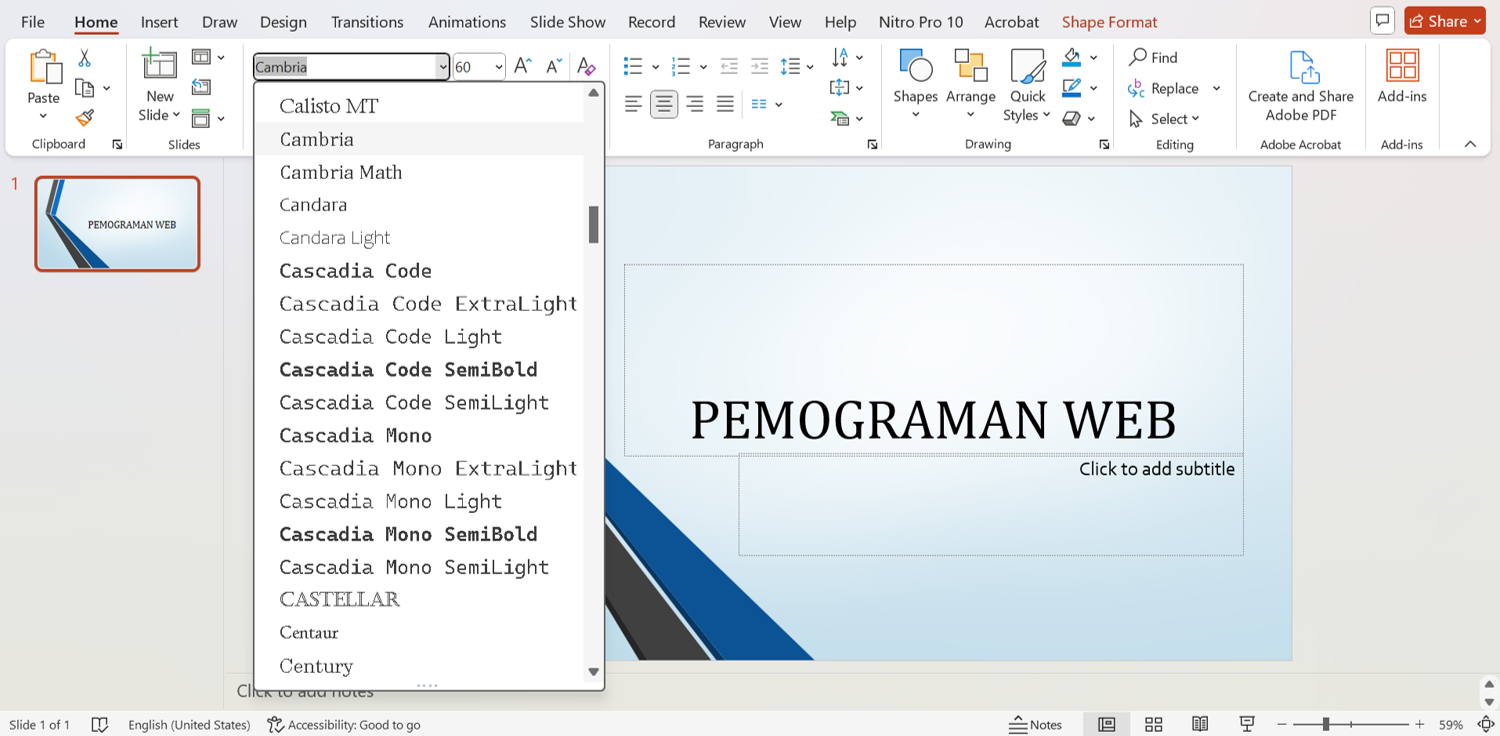 File Home Insert Draw Design Transitions Animations Slide Show Record Review View Help Nitro Pro 10 Acrobat Shape Format Share
Paste
Clipboard
New
Slide
Slides
Cambria 60
Paragraph
Shapes Arrange Quick
Styles
Drawing
Find
Replace
Select
Editing
Create and Share
Adobe PDF
Adobe Acrobat
Add-ins
Add-ins
Calisto MT
Cambria
Cambria Math
Candara
Candara Light
Cascadia Code
Cascadia Code ExtraLight
Cascadia Code Light
Cascadia Code SemiBold
Cascadia Code SemiLight
Cascadia Mono
Cascadia Mono ExtraLight
Cascadia Mono Light
Cascadia Mono SemiBold
Cascadia Mono SemiLight
CASTELLAR
Centaur
Century
1
PEMOGRAMAN WEB
PEMOGRAMAN WEB
Click to add subtitle
Click to add notes
Slide 1 of 1 English (United States) Accessibility: Good to go Notes 59%